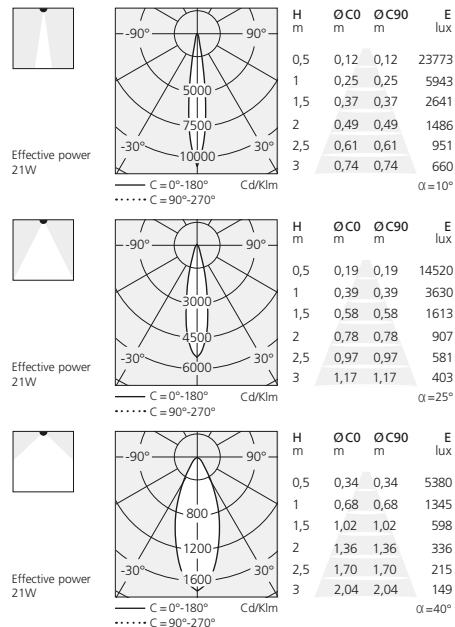 -90° 90°
5000
7500
-30° 10000 30°
Effective power
21W
C = 0°-180° Cd/Klm
C = 90°-270°
H ØC0 ØC90 E
m m m lux
0,5 0,12 0,12 23773
1 0,25 0,25 5943
1,5 0,37 0,37 2641
2 0,49 0,49 1486
2,5 0,61 0,61 951
3 0,74 0,74 660
α=10°
-90° 90°
3000
4500
-30° 6000 30°
Effective power
21W
C = 0°-180° Cd/Klm
C = 90°-270°
H ØC0 ØC90 E
m m m lux
0,5 0,19 0,19 14520
1 0,39 0,39 3630
1,5 0,58 0,58 1613
2 0,78 0,78 907
2,5 0,97 0,97 581
3 1,17 1,17 403
α=25°
-90° 90°
800
1200
-30° 1600 30°
Effective power
21W
C = 0°-180° Cd/Klm
C = 90°-270°
H ØC0 ØC90 E
m m m lux
0,5 0,34 0,34 5380
1 0,68 0,68 1345
1,5 1,02 1,02 598
2 1,36 1,36 336
2,5 1,70 1,70 215
3 2,04 2,04 149
α=40°